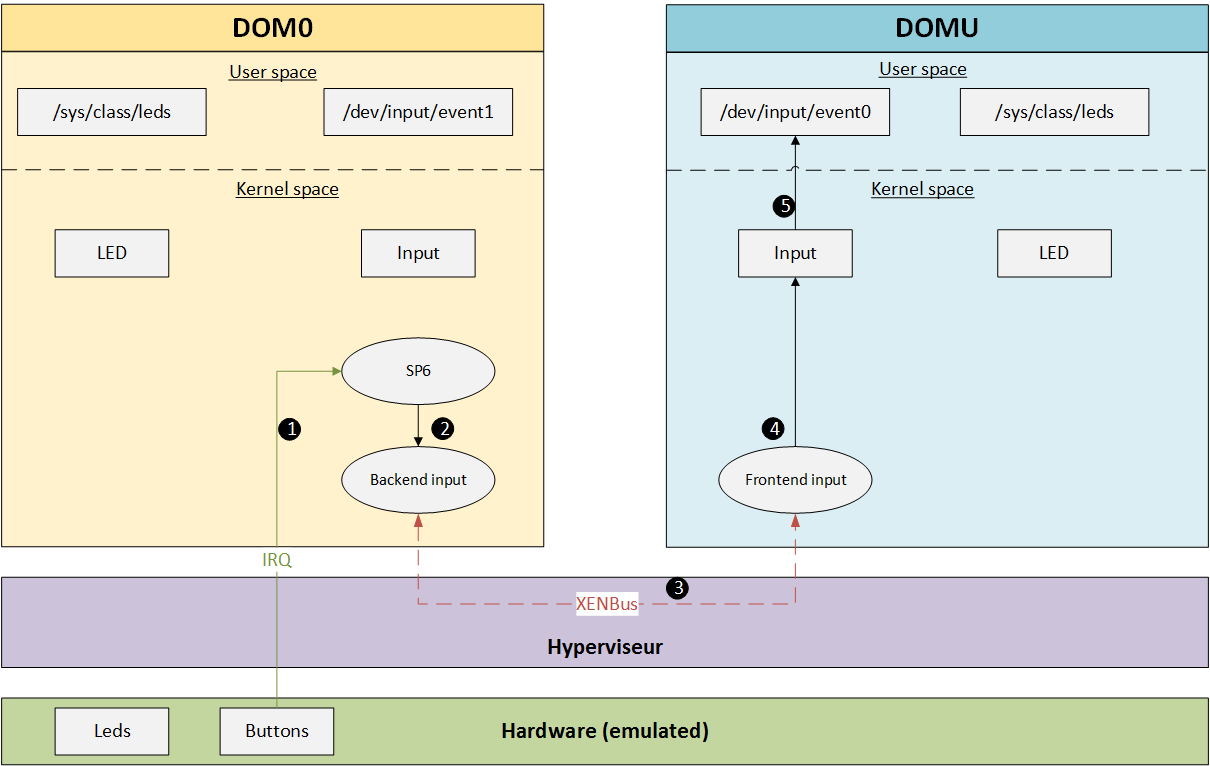 DOM0
User space
/sys/class/leds
/dev/input/event1
Kernel space
LED
Input
SP6
1
2
Backend input
DOMU
User space
/dev/input/event0
/sys/class/leds
Kernel space
5
Input
LED
4
Frontend input
IRQ
3
XENBus
Hyperviseur
Leds
Buttons
Hardware (emulated)